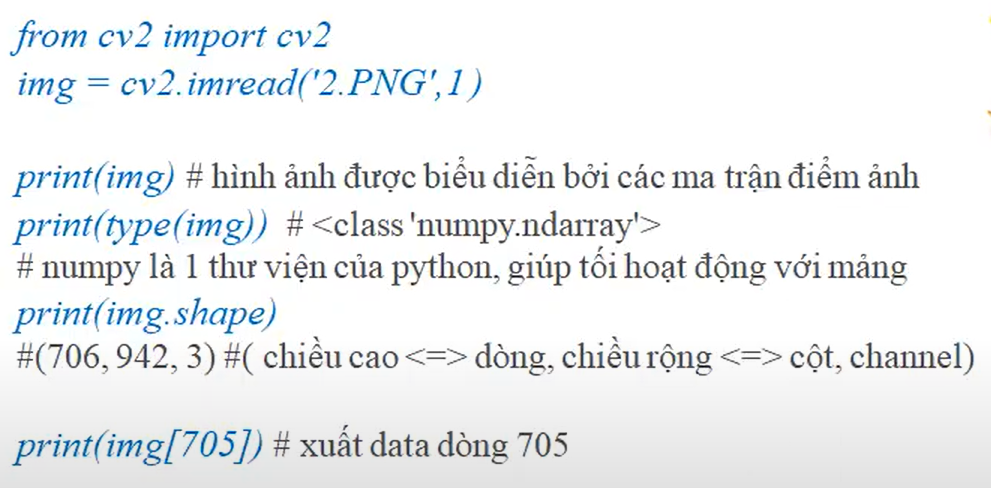 from cv2 import cv2
img = cv2.imread('2.PNG',1)
print(img) # hình ảnh được biểu diễn bởi các ma trận điểm ảnh
print(type(img)) # <class 'numpy.ndarray'>
# numpy là 1 thư viện của python, giúp tối hoạt động với mảng
print(img.shape)
#(706, 942, 3) #( chiều cao <=> dòng, chiều rộng <=> cột, channel)
print(img[705]) # xuất data dòng 705